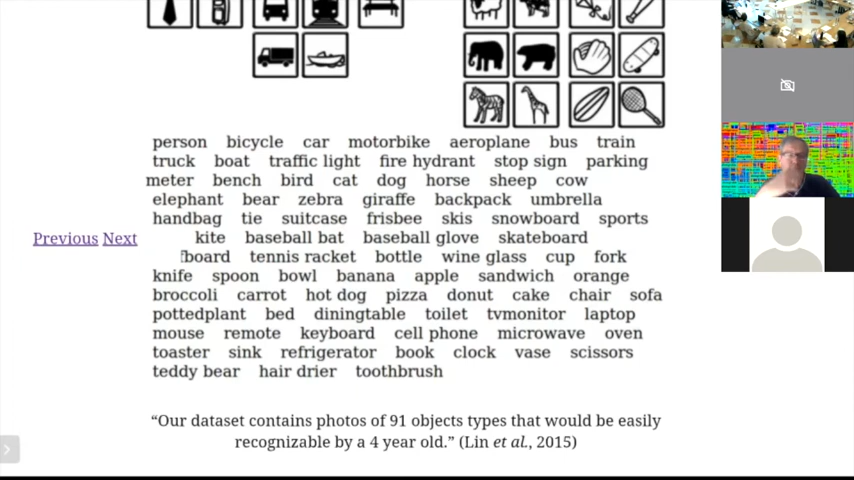 person bicycle car motorbike aeroplane bus train
truck boat traffic light fire hydrant stop sign parking
meter bench bird cat dog horse sheep cow
elephant bear zebra giraffe backpack umbrella
handbag tie suitcase frisbee skis snowboard sports
kite baseball bat baseball glove skateboard
Previous Next
fboard tennis racket bottle wine glass cup fork
knife spoon bowl banana apple sandwich orange
broccoli carrot hot dog pizza donut cake chair sofa
pottedplant bed diningtable toilet tvmonitor laptop
mouse remote keyboard cell phone microwave oven
toaster sink refrigerator book clock vase scissors
teddy bear hair drier toothbrush
“Our dataset contains photos of 91 objects types that would be easily
recognizable by a 4 year old.” (Lin et al., 2015)